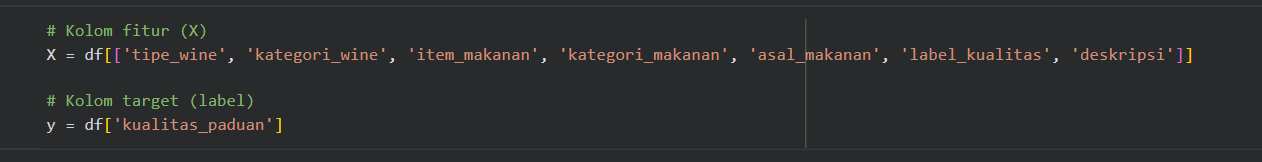 # Kolom fitur (X)
X = df[['tipe_wine', 'kategori_wine', 'item_makanan', 'kategori_makanan', 'asal_makanan', 'label_kualitas', 'deskripsi']]
# Kolom target (label)
y = df['kualitas_paduan']